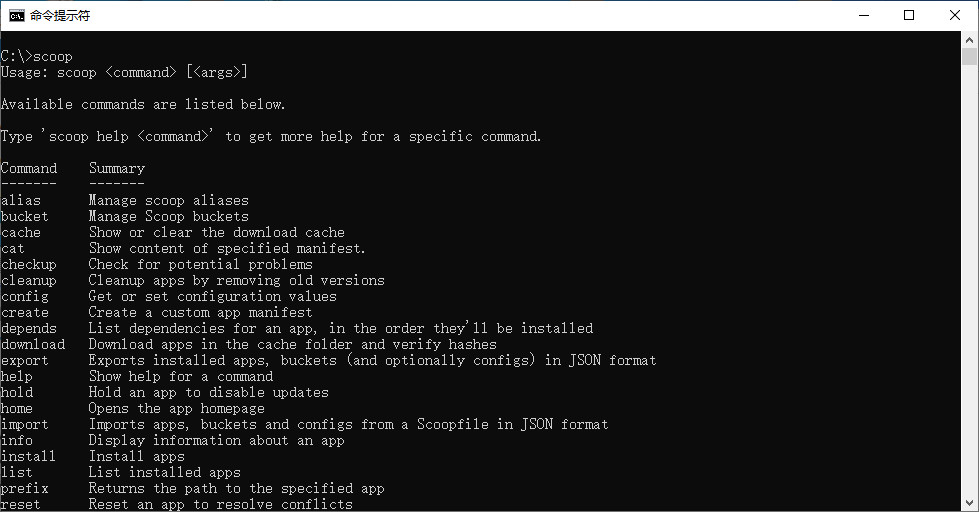 命令提示符
C:\>scoop
Usage: scoop <command> [<args>]
Available commands are listed below.
Type 'scoop help <command>' to get more help for a specific command.
Command    Summary
-------    -------
alias      Manage scoop aliases
bucket     Manage Scoop buckets
cache      Show or clear the download cache
cat        Show content of specified manifest.
checkup    Check for potential problems
cleanup    Cleanup apps by removing old versions
config     Get or set configuration values
create     Create a custom app manifest
depends    List dependencies for an app, in the order they'll be installed
download   Download apps in the cache folder and verify hashes
export     Exports installed apps, buckets (and optionally configs) in JSON format
help       Show help for a command
hold       Hold an app to disable updates
home       Opens the app homepage
import     Imports apps, buckets and configs from a Scoopfile in JSON format
info       Display information about an app
install    Install apps
list       List installed apps
prefix     Returns the path to the specified app
reset      Reset an app to resolve conflicts